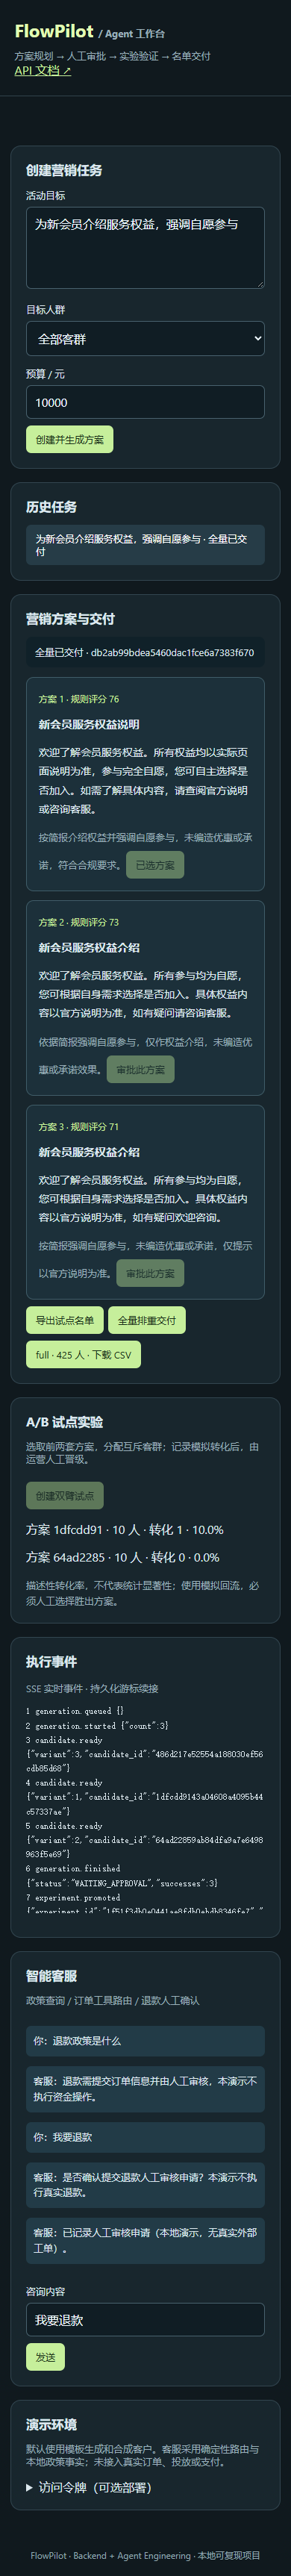 FlowPilot / Agent 工作台
方案规划 → 人工审批 → 实验验证 → 名单交付
API 文档 ↗
创建营销任务
活动目标
为新会员介绍服务权益，强调自愿参与
目标人群
全部客群
预算 / 元
10000
创建并生成方案
历史任务
为新会员介绍服务权益，强调自愿参与 · 全量已交
付
营销方案与交付
全量已交付 · db2ab99bdea5460dac1fce6a7383f670
方案 1 · 规则评分 76
新会员服务权益说明
欢迎了解会员服务权益。所有权益均以实际页
面说明为准，参与完全自愿，您可自主选择是
否加入。如需了解具体内容，请查阅官方说明
或咨询客服。
按简报介绍权益并强调自愿参与，未编造优惠或承
诺，符合合规要求。 已选方案
方案 2 · 规则评分 73
新会员服务权益介绍
欢迎了解会员服务权益。所有参与均为自愿，
您可根据自身需求选择是否加入。具体权益内
容以官方说明为准，如有疑问请咨询客服。
依据简报强调自愿参与，仅作权益介绍，未编造优
惠或承诺效果。 审批此方案
方案 3 · 规则评分 71
新会员服务权益介绍
欢迎了解会员服务权益。所有参与均为自愿，
您可根据自身需求选择是否加入。具体权益内
容以官方说明为准，如有疑问欢迎咨询。
按简报强调自愿参与，未编造优惠或承诺，仅提示
以官方说明为准。 审批此方案
导出试点名单 全量排重交付
full · 425 人 · 下载 CSV
A/B 试点实验
选取前两套方案，分配互斥客群；记录模拟转化后，由
运营人工晋级。
创建双臂试点
方案 1dfcdd91 · 10 人 · 转化 1 · 10.0%
方案 64ad2285 · 10 人 · 转化 0 · 0.0%
描述性转化率，不代表统计显著性；使用模拟回流，必
须人工选择胜出方案。
执行事件
SSE 实时事件 · 持久化游标续接
1 generation.queued {}
2 generation.started {"count":3}
3 candidate.ready
{"variant":3,"candidate_id":"486d217e52554a188030ef56
cdb85d68"}
4 candidate.ready
{"variant":1,"candidate_id":"1dfcdd9143a04608a4095b44
c57337ae"}
5 candidate.ready
{"variant":2,"candidate_id":"64ad22859ab84dfa9a7e6498
963f5e69"}
6 generation.finished
{"status":"WAITING_APPROVAL","successes":3}
7 experiment.promoted
智能客服
政策查询 / 订单工具路由 / 退款人工确认
你：退款政策是什么
客服：退款需提交订单信息并由人工审核，本演示不
执行资金操作。
你：我要退款
客服：是否确认提交退款人工审核申请？本演示不执
行真实退款。
客服：已记录人工审核申请（本地演示，无真实外部
工单）。
咨询内容
我要退款
发送
演示环境
默认使用模板生成和合成客户。客服采用确定性路由与
本地政策事实；未接入真实订单、投放或支付。
▶ 访问令牌（可选部署）
FlowPilot · Backend + Agent Engineering · 本地可复现项目